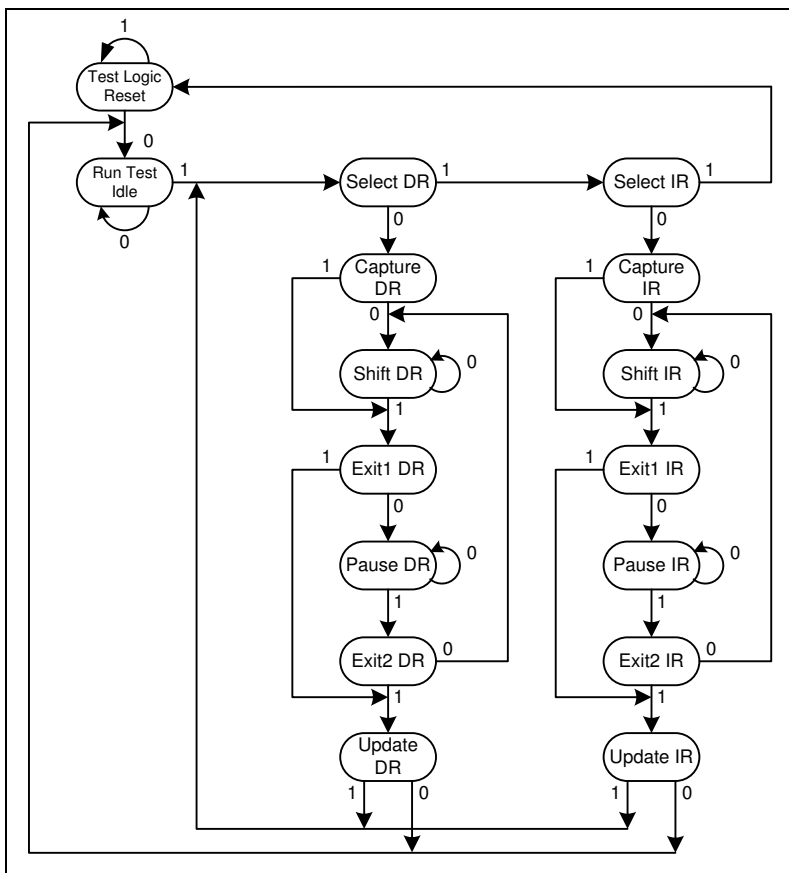 1
Test Logic
Reset
0
Run Test
Idle
1
0
Select DR
1
Select IR
1
0
0
1
Capture
DR
1
Capture
IR
0
0
Shift DR
0
Shift IR
0
1
1
1
Exit1 DR
1
Exit1 IR
0
0
Pause DR
0
Pause IR
0
1
1
Exit2 DR
0
Exit2 IR
0
1
1
Update
DR
Update IR
1
0
1
0